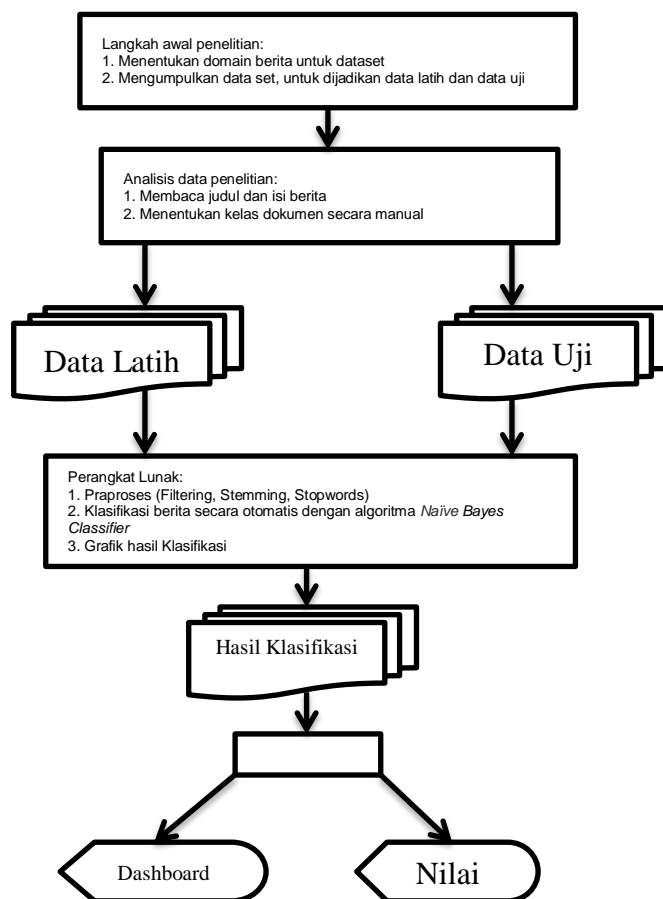 Langkah awal penelitian:
1. Menentukan domain berita untuk dataset
2. Mengumpulkan data set, untuk dijadikan data latih dan data uji
Analisis data penelitian:
1. Membaca judul dan isi berita
2. Menentukan kelas dokumen secara manual
Data Latih
Data Uji
Perangkat Lunak:
1. Praproses (Filtering, Stemming, Stopwords)
2. Klasifikasi berita secara otomatis dengan algoritma Naïve Bayes
Classifier
3. Grafik hasil Klasifikasi
Hasil Klasifikasi
Dashboard
Nilai